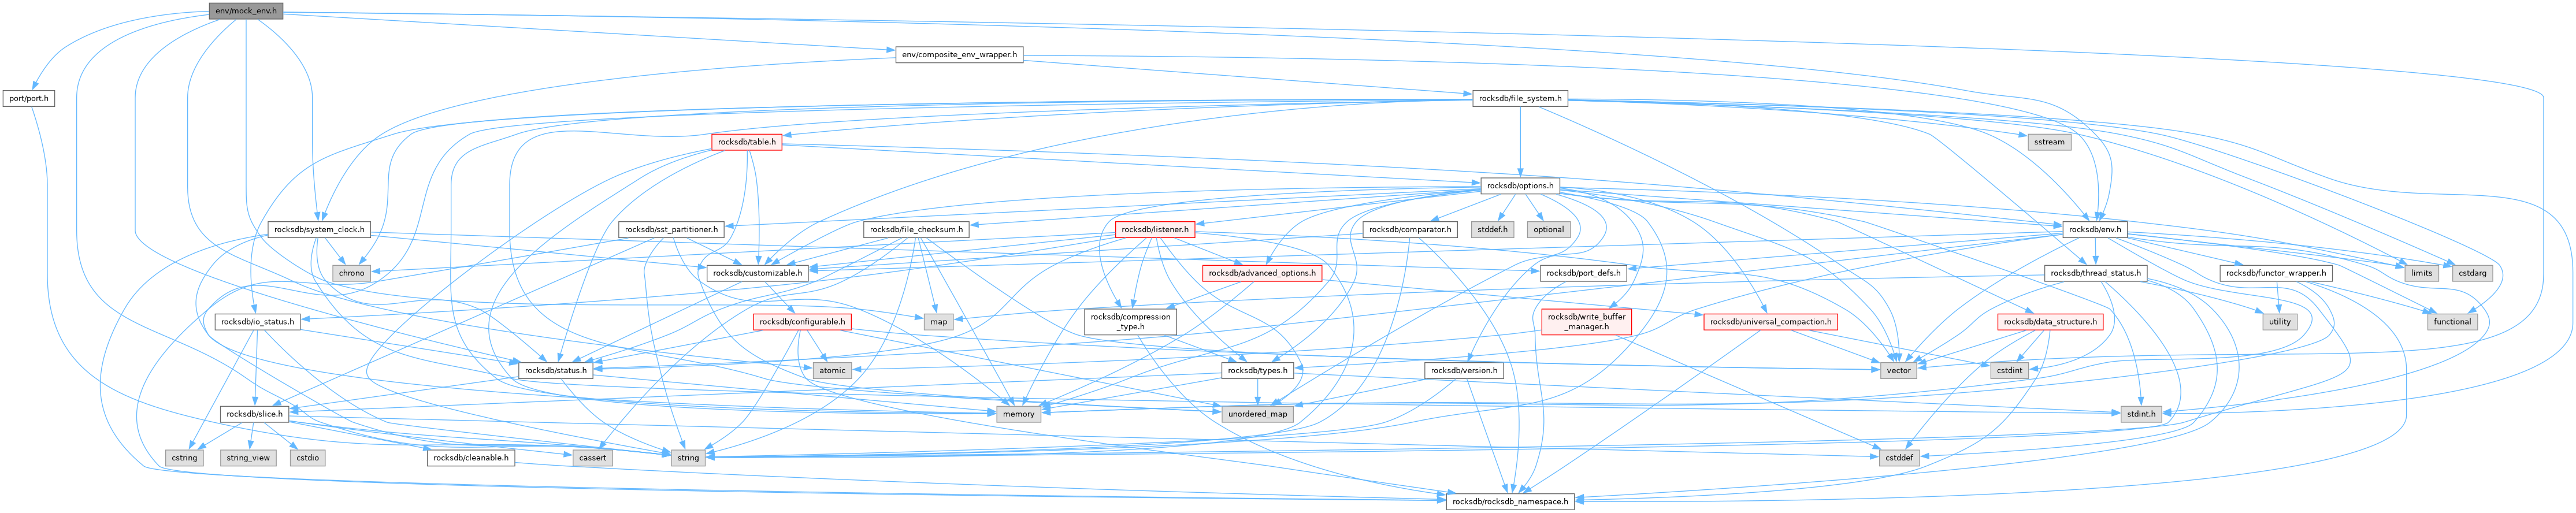 env/mock_env.h
env/composite_env_wrapper.h
port/port.h
rocksdb/file_system.h
rocksdb/table.h
sstream
rocksdb/options.h
rocksdb/system_clock.h
rocksdb/sst_partitioner.h
rocksdb/file_checksum.h
rocksdb/listener.h
rocksdb/comparator.h
stddef.h
optional
rocksdb/env.h
chrono
rocksdb/customizable.h
rocksdb/advanced_options.h
rocksdb/port_defs.h
rocksdb/thread_status.h
rocksdb/functor_wrapper.h
limits
cstdarg
rocksdb/io_status.h
rocksdb/configurable.h
map
rocksdb/compression
_type.h
rocksdb/write_buffer
_manager.h
rocksdb/universal_compaction.h
rocksdb/data_structure.h
utility
functional
rocksdb/status.h
atomic
rocksdb/types.h
rocksdb/version.h
vector
cstdint
rocksdb/slice.h
memory
unordered_map
stdint.h
cstring
string_view
cstdio
rocksdb/cleanable.h
cassert
string
cstddef
rocksdb/rocksdb_namespace.h